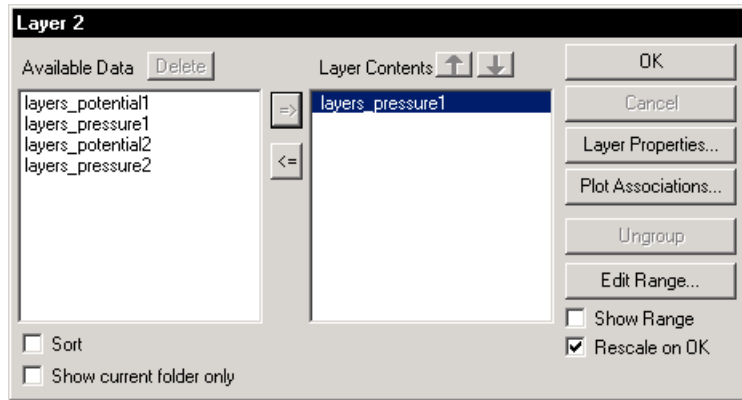 Layer 2
Available Data Delete
layers_potential1
layers_pressure1
layers_potential2
layers_pressure2
=>
<=
Sort
Show current folder only
Layer Contents
layers_pressure1
OK
Cancel
Layer Properties...
Plot Associations...
Ungroup
Edit Range...
Show Range
Rescale on OK